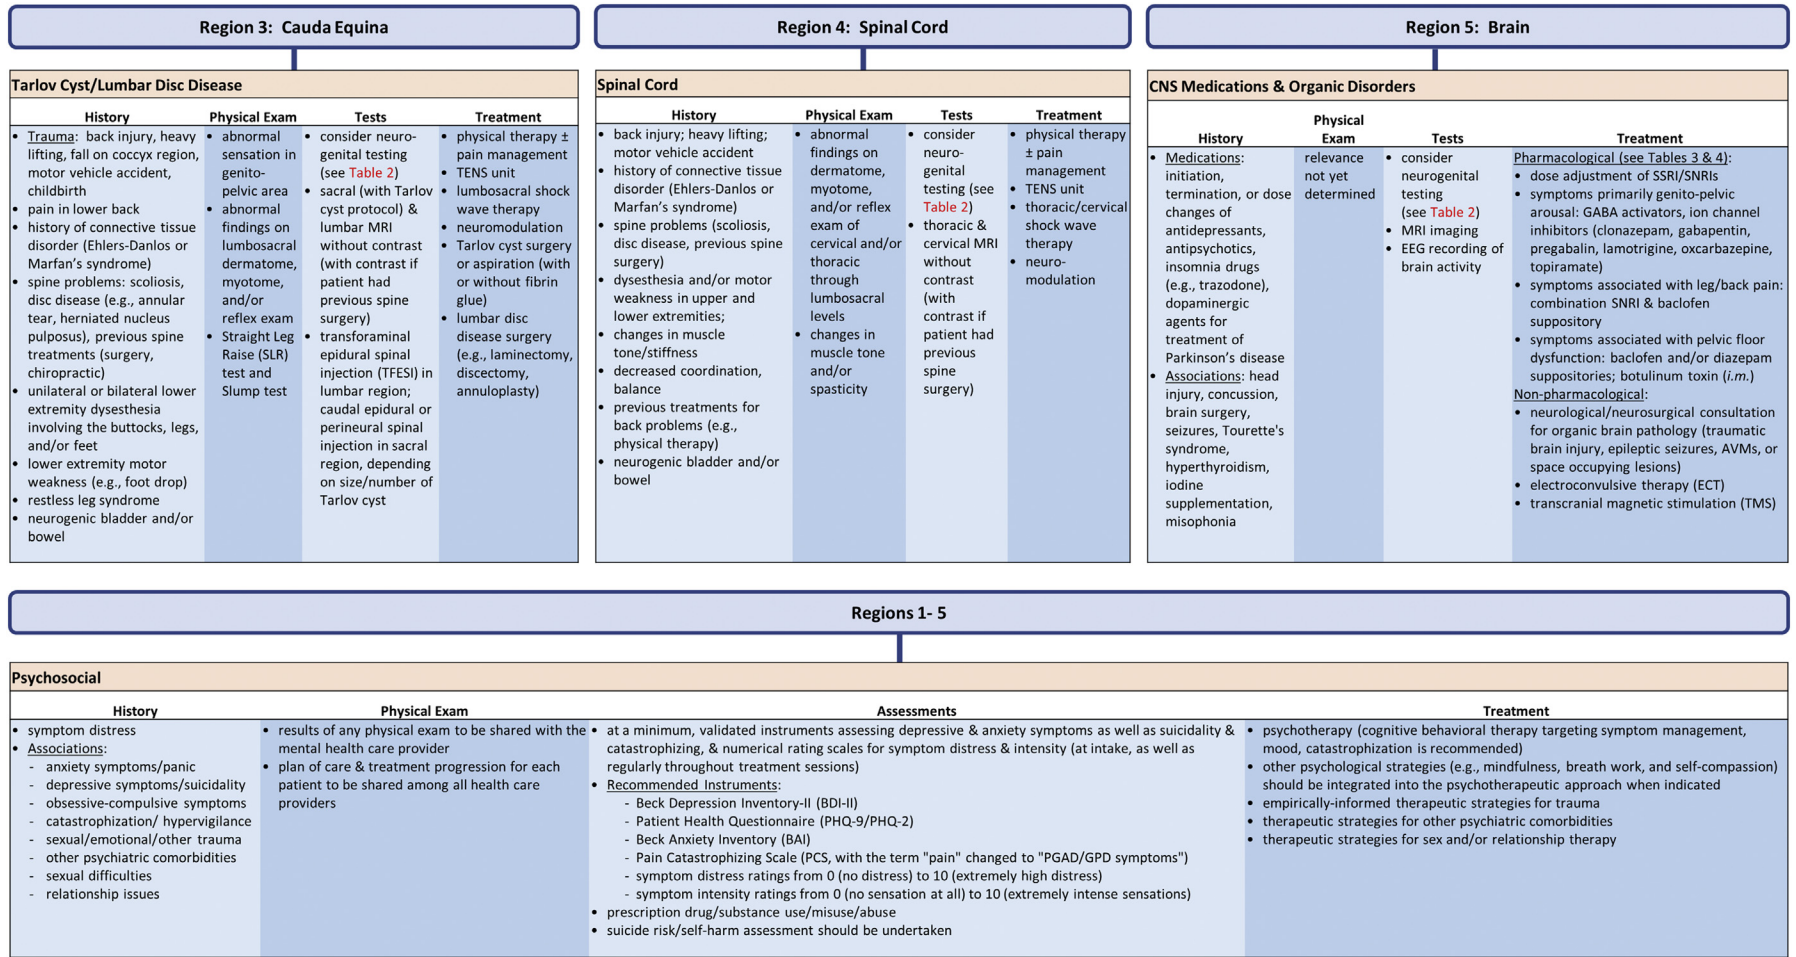 Region 3: Cauda Equina
Tarlov Cyst/Lumbar Disc Disease
History
• Trauma: back injury, heavy
lifting, fall on coccyx region,
motor vehicle accident,
childbirth
• pain in lower back
• history of connective tissue
disorder (Ehlers-Danlos or
Marfan's syndrome)
• spine problems: scoliosis,
disc disease (e.g., annular
tear, herniated nucleus
pulposus), previous spine
treatments (surgery,
chiropractic)
• unilateral or bilateral lower
extremity dysesthesia
involving the buttocks, legs,
and/or feet
• lower extremity motor
weakness (e.g., foot drop)
• restless leg syndrome
• neurogenic bladder and/or
bowel
Physical Exam
• abnormal
sensation in
genito-
pelvic area
• abnormal
findings on
lumbosacral
dermatome,
myotome,
and/or
reflex exam
• Straight Leg
Raise (SLR)
test and
Slump test
Tests
• consider neuro-
genital testing
(see Table 2)
• sacral (with Tarlov
cyst protocol) &
lumbar MRI
without contrast
(with contrast if
patient had
previous spine
surgery)
• transforaminal
epidural spinal
injection (TFESI) in
lumbar region;
caudal epidural or
perineural spinal
injection in sacral
region, depending
on size/number of
Tarlov cyst
Treatment
• physical therapy ±
pain management
• TENS unit
• lumbosacral shock
wave therapy
• neuromodulation
• Tarlov cyst surgery
or aspiration (with
or without fibrin
glue)
• lumbar disc
disease surgery
(e.g., laminectomy,
discectomy,
annuloplasty)
Region 4: Spinal Cord
Spinal Cord
History
• back injury; heavy lifting;
motor vehicle accident
• history of connective tissue
disorder (Ehlers-Danlos or
Marfan's syndrome)
• spine problems (scoliosis,
disc disease, previous spine
surgery)
• dysesthesia and/or motor
weakness in upper and
lower extremities;
• changes in muscle
tone/stiffness
• decreased coordination,
balance
• previous treatments for
back problems (e.g.,
physical therapy)
• neurogenic bladder and/or
bowel
Physical Exam
• abnormal
findings on
dermatome,
myotome,
and/or reflex
exam of
cervical and/or
thoracic
through
lumbosacral
levels
• changes in
muscle tone
and/or
spasticity
Tests
• consider
neuro-
genital
testing (see
Table 2)
• thoracic &
cervical MRI
without
contrast
(with
contrast if
patient had
previous
spine
surgery)
Treatment
• physical therapy
± pain
management
• TENS unit
• thoracic/cervical
shock wave
therapy
• neuro-
modulation
Region 5: Brain
CNS Medications & Organic Disorders
History
• Medications:
initiation,
termination, or dose
changes of
antidepressants,
antipsychotics,
insomnia drugs
(e.g., trazodone),
dopaminergic
agents for
treatment of
Parkinson's disease
• Associations: head
injury, concussion,
brain surgery,
seizures, Tourette's
syndrome,
hyperthyroidism,
iodine
supplementation,
misophonia
Physical
Exam
relevance
not yet
determined
Tests
• consider
neurogenital
testing
(see Table 2)
• MRI imaging
• EEG recording of
brain activity
Treatment
Pharmacological (see Tables 3 & 4):
• dose adjustment of SSRI/SNRIs
• symptoms primarily genito-pelvic
arousal: GABA activators, ion channel
inhibitors (clonazepam, gabapentin,
pregabalin, lamotrigine, oxcarbazepine,
topiramate)
• symptoms associated with leg/back pain:
combination SNRI & baclofen
suppository
• symptoms associated with pelvic floor
dysfunction: baclofen and/or diazepam
suppositories; botulinum toxin (i.m.)
Non-pharmacological:
• neurological/neurosurgical consultation
for organic brain pathology (traumatic
brain injury, epileptic seizures, AVMs, or
space occupying lesions)
• electroconvulsive therapy (ECT)
• transcranial magnetic stimulation (TMS)
Regions 1- 5
Psychosocial
History
• symptom distress
• Associations:
- anxiety symptoms/panic
- depressive symptoms/suicidality
- obsessive-compulsive symptoms
- catastrophization/ hypervigilance
- sexual/emotional/other trauma
- other psychiatric comorbidities
- sexual difficulties
- relationship issues
Physical Exam
• results of any physical exam to be shared with the
mental health care provider
• plan of care & treatment progression for each
patient to be shared among all health care
providers
Assessments
• at a minimum, validated instruments assessing depressive & anxiety symptoms as well as suicidality &
catastrophizing, & numerical rating scales for symptom distress & intensity (at intake, as well as
regularly throughout treatment sessions)
• Recommended Instruments:
- Beck Depression Inventory-II (BDI-II)
- Patient Health Questionnaire (PHQ-9/PHQ-2)
- Beck Anxiety Inventory (BAI)
- Pain Catastrophizing Scale (PCS, with the term "pain" changed to "PGAD/GPD symptoms")
- symptom distress ratings from 0 (no distress) to 10 (extremely high distress)
- symptom intensity ratings from 0 (no sensation at all) to 10 (extremely intense sensations)
• prescription drug/substance use/misuse/abuse
• suicide risk/self-harm assessment should be undertaken
Treatment
• psychotherapy (cognitive behavioral therapy targeting symptom management,
mood, catastrophization is recommended)
• other psychological strategies (e.g., mindfulness, breath work, and self-compassion)
should be integrated into the psychotherapeutic approach when indicated
• empirically-informed therapeutic strategies for trauma
• therapeutic strategies for other psychiatric comorbidities
• therapeutic strategies for sex and/or relationship therapy